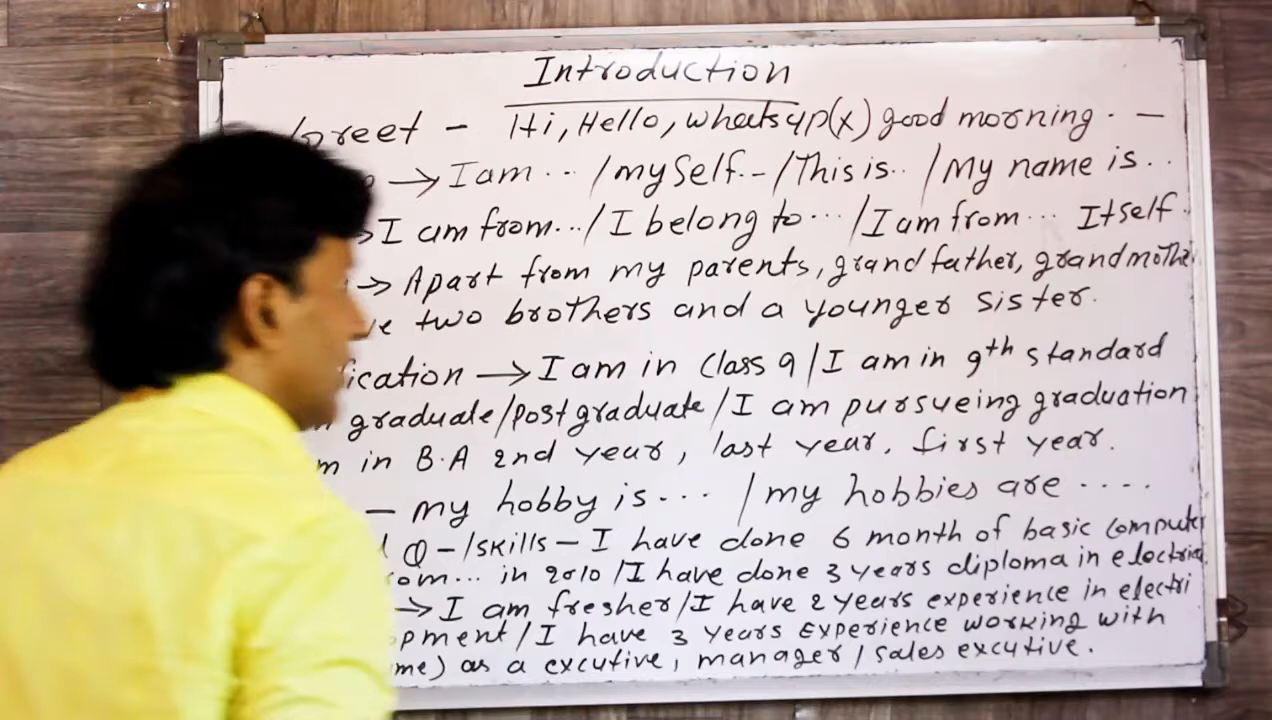 Introduction
Greet - Hi, Hello, Whatsup(x) good morning. -
→ I am .. / mySelf.- / This is.. / My name is..
→ I am from... / I belong to ... / I am from ... Itself.
→ Apart from my parents, grand father, grandmother
ve two brothers and a younger sister.
ication → I am in Class 9 / I am in 9th standard
graduate/postgraduate / I am pursueing graduation
m in B.A 2nd year, last year, first year.
- my hobby is ... / my hobbies are ....
Q - /skills - I have done 6 month of basic computer
om... in 2010 / I have done 3 years diploma in electrical
→ I am fresher / I have 2 years experience in electri
opment / I have 3 years Experience working with
me) as a excutive, manager / sales excutive.